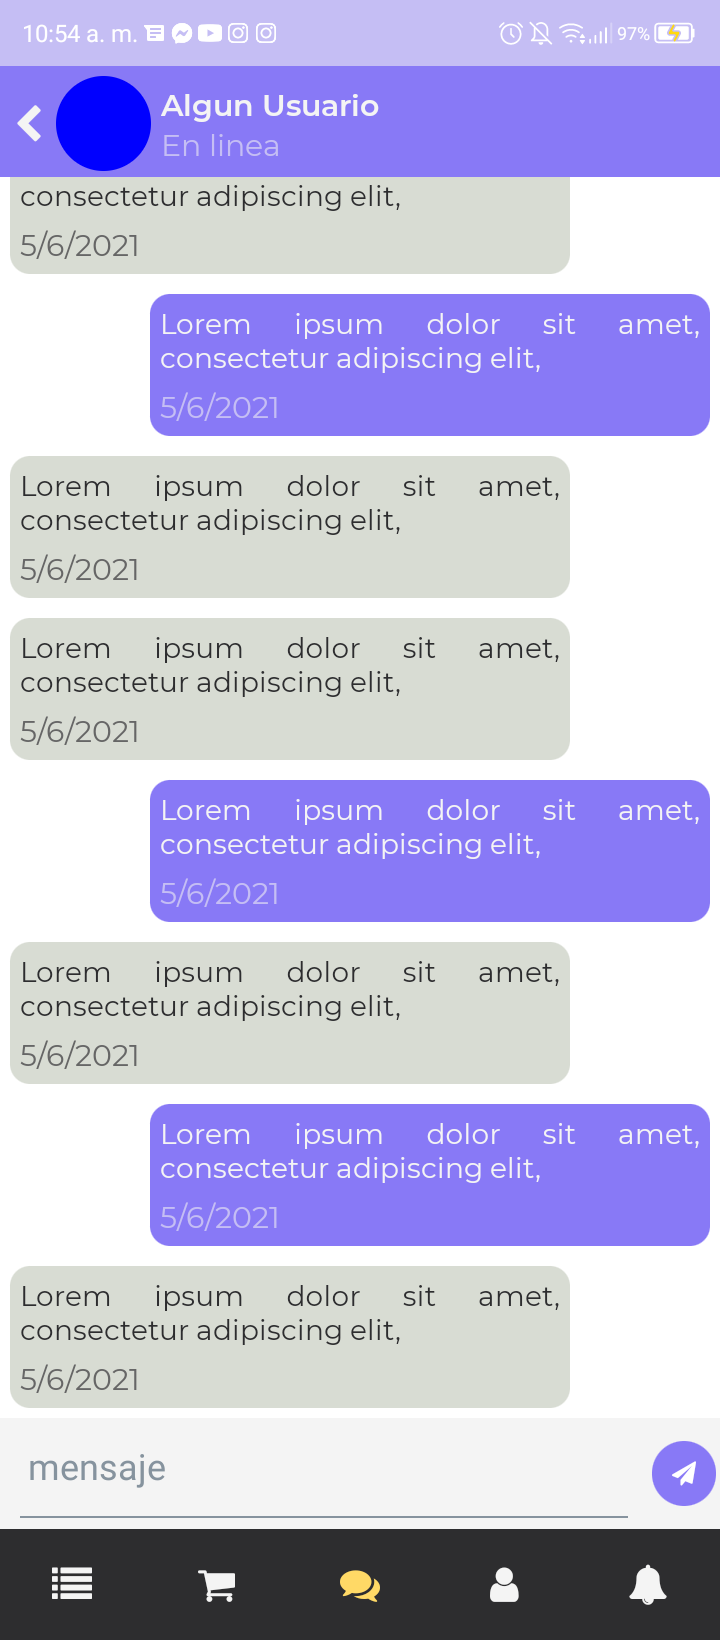 10:54 a. m.
97%
Algun Usuario
En linea
consectetur adipiscing elit,
5/6/2021
Lorem ipsum dolor sit amet,
consectetur adipiscing elit,
5/6/2021
Lorem ipsum dolor sit amet,
consectetur adipiscing elit,
5/6/2021
Lorem ipsum dolor sit amet,
consectetur adipiscing elit,
5/6/2021
Lorem ipsum dolor sit amet,
consectetur adipiscing elit,
5/6/2021
Lorem ipsum dolor sit amet,
consectetur adipiscing elit,
5/6/2021
Lorem ipsum dolor sit amet,
consectetur adipiscing elit,
5/6/2021
Lorem ipsum dolor sit amet,
consectetur adipiscing elit,
5/6/2021
mensaje